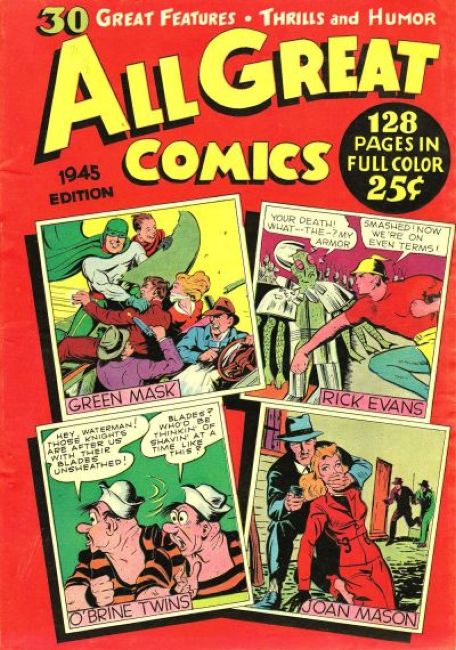 30 GREAT FEATURES • THRILLS AND HUMOR
ALL GREAT
COMICS
1945
EDITION
128
PAGES IN
FULL COLOR
25¢
GREEN MASK
YOUR DEATH!
WHAT---THE-?MY
ARMOR
SMASHED! NOW
WE'RE ON
EVEN TERMS!
RICK EVANS
HEY, WATERMAN!
THOSE KNIGHTS
ARE AFTER US
WITH THEIR
BLADES
UNSHEATHED!
BLADES?
WHO'D BE
THINKIN' OF
SHAVIN' AT A
TIME LIKE
THIS?
O'BRINE TWINS
JOAN MASON